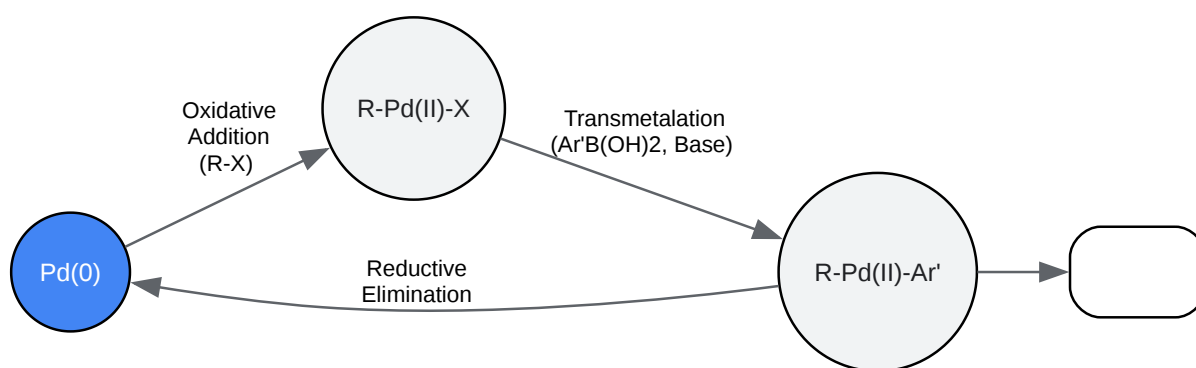 Oxidative
Addition
(R-X)
R-Pd(II)-X
Transmetalation
(Ar'B(OH)2, Base)
Pd(0)
Reductive
Elimination
R-Pd(II)-Ar'